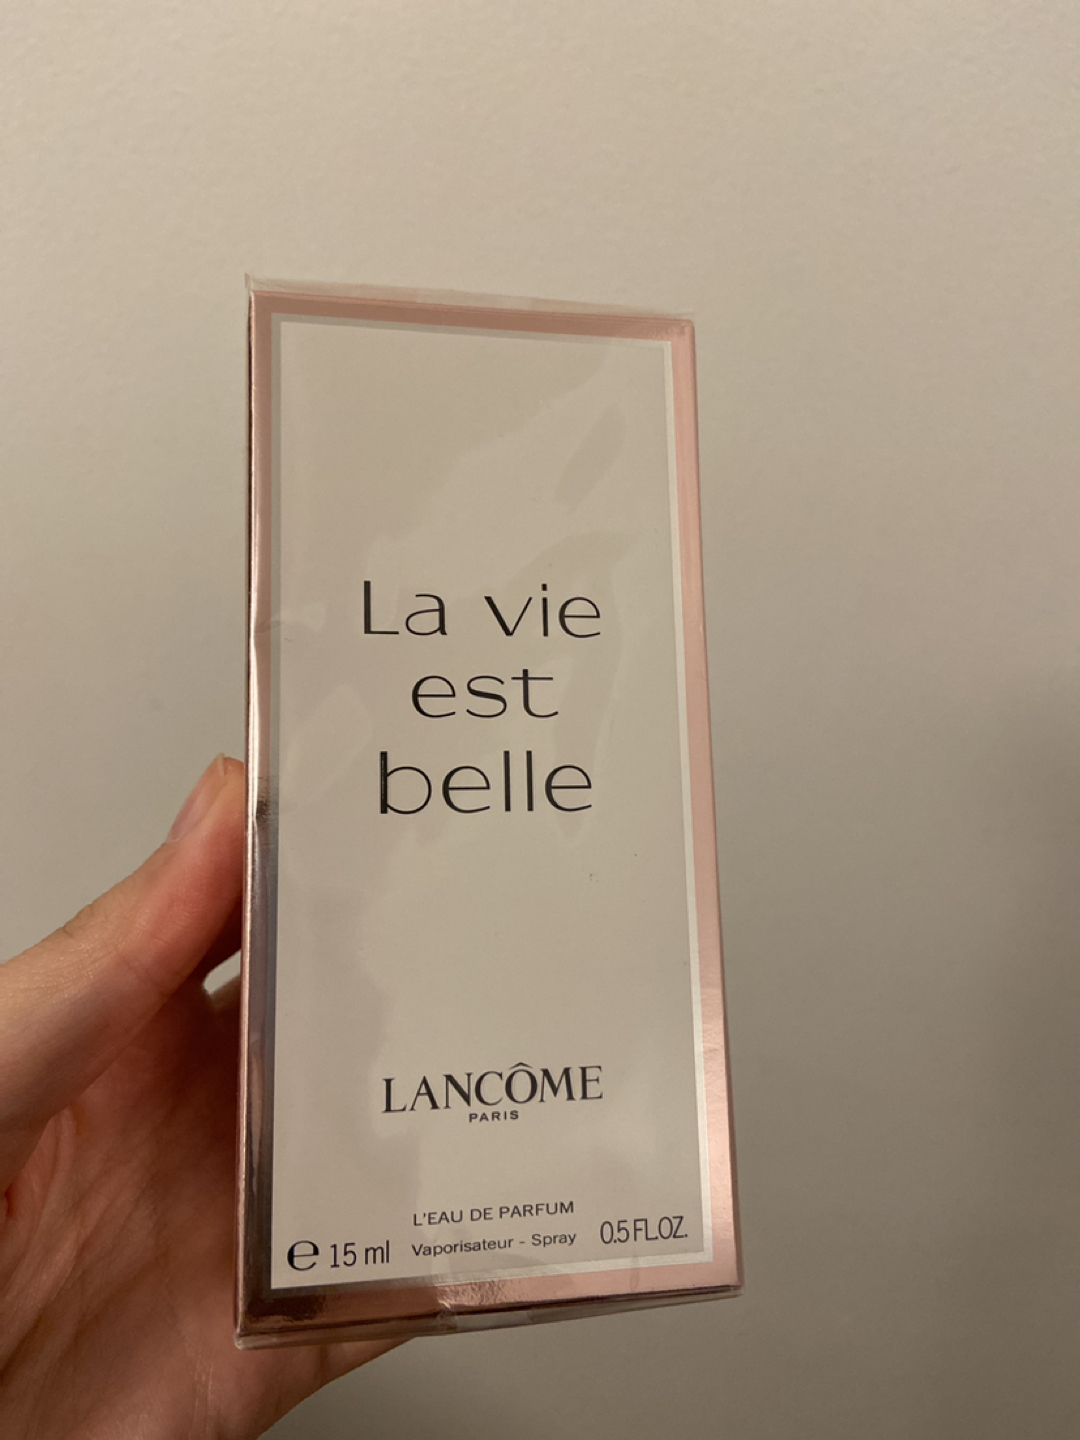 La vie
est
belle
LANCÔME
PARIS
L'EAU DE PARFUM
℮ 15 ml Vaporisateur - Spray 0.5 FL.OZ.